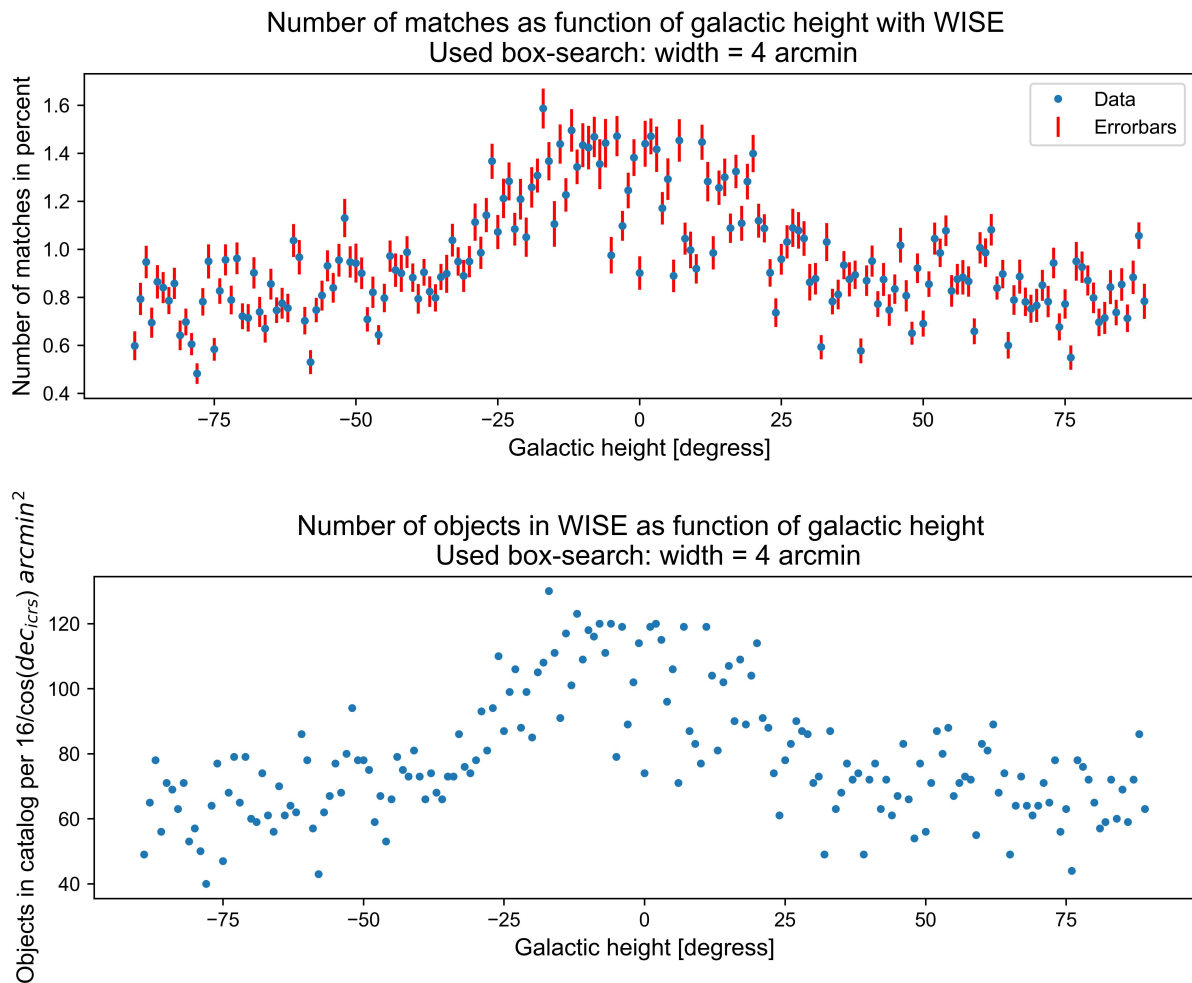 Number of matches as function of galactic height with WISE
Used box-search: width = 4 arcmin
Number of matches in percent
1.6
1.4
1.2
1.0
0.8
0.6
0.4
Data
Errorbars
−75
−50
−25
0
25
50
75
Galactic height [degress]
Number of objects in WISE as function of galactic height
Used box-search: width = 4 arcmin
Objects in catalog per 16/cos(dec_icrs) arcmin²
120
100
80
60
40
−75
−50
−25
0
25
50
75
Galactic height [degress]